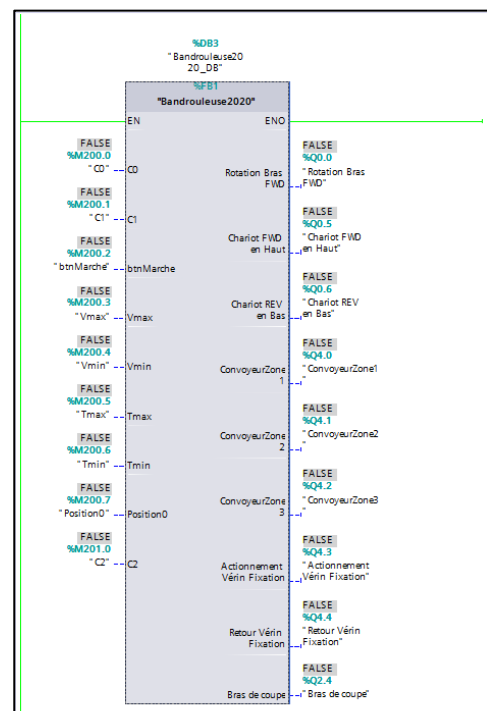 %DB3
"Bandrouleuse20
20_DB"
%FB1
"Bandrouleuse2020"
EN
ENO
FALSE
%M200.0
"C0"
C0
FALSE
%M200.1
"C1"
C1
FALSE
%M200.2
"btnMarche"
btnMarche
FALSE
%M200.3
"Vmax"
Vmax
FALSE
%M200.4
"Vmin"
Vmin
FALSE
%M200.5
"Tmax"
Tmax
FALSE
%M200.6
"Tmin"
Tmin
FALSE
%M200.7
"Position0"
Position0
FALSE
%M201.0
"C2"
C2
Rotation Bras
FWD
FALSE
%Q0.0
"Rotation Bras
FWD"
Chariot FWD
en Haut
FALSE
%Q0.5
"Chariot FWD
en Haut"
Chariot REV
en Bas
FALSE
%Q0.6
"Chariot REV
en Bas"
ConvoyeurZone
1
FALSE
%Q4.0
"ConvoyeurZone1
"
ConvoyeurZone
2
FALSE
%Q4.1
"ConvoyeurZone2
"
ConvoyeurZone
3
FALSE
%Q4.2
"ConvoyeurZone3
"
Actionnement
Vérin Fixation
FALSE
%Q4.3
"Actionnement
Vérin Fixation"
Retour Vérin
Fixation
FALSE
%Q4.4
"Retour Vérin
Fixation"
Bras de coupe
FALSE
%Q2.4
"Bras de coupe"